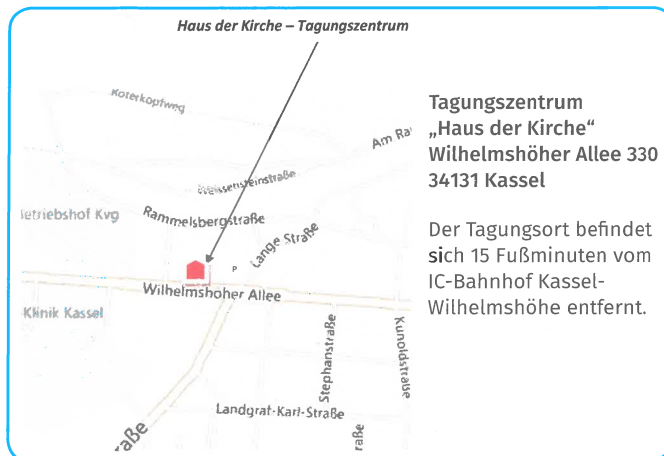 Haus der Kirche – Tagungszentrum
Koterkopfweg
Am Ra
Weissensteinstraße
Betriebshof Kvg
Rammelsbergstraße
Lange Straße
P
Wilhelmshöher Allee
Klinik Kassel
Stephanstraße
Kunoldstraße
Landgraf-Karl-Straße
raße
raße
Tagungszentrum
„Haus der Kirche“
Wilhelmshöher Allee 330
34131 Kassel
Der Tagungsort befindet
sich 15 Fußminuten vom
IC-Bahnhof Kassel-
Wilhelmshöhe entfernt.